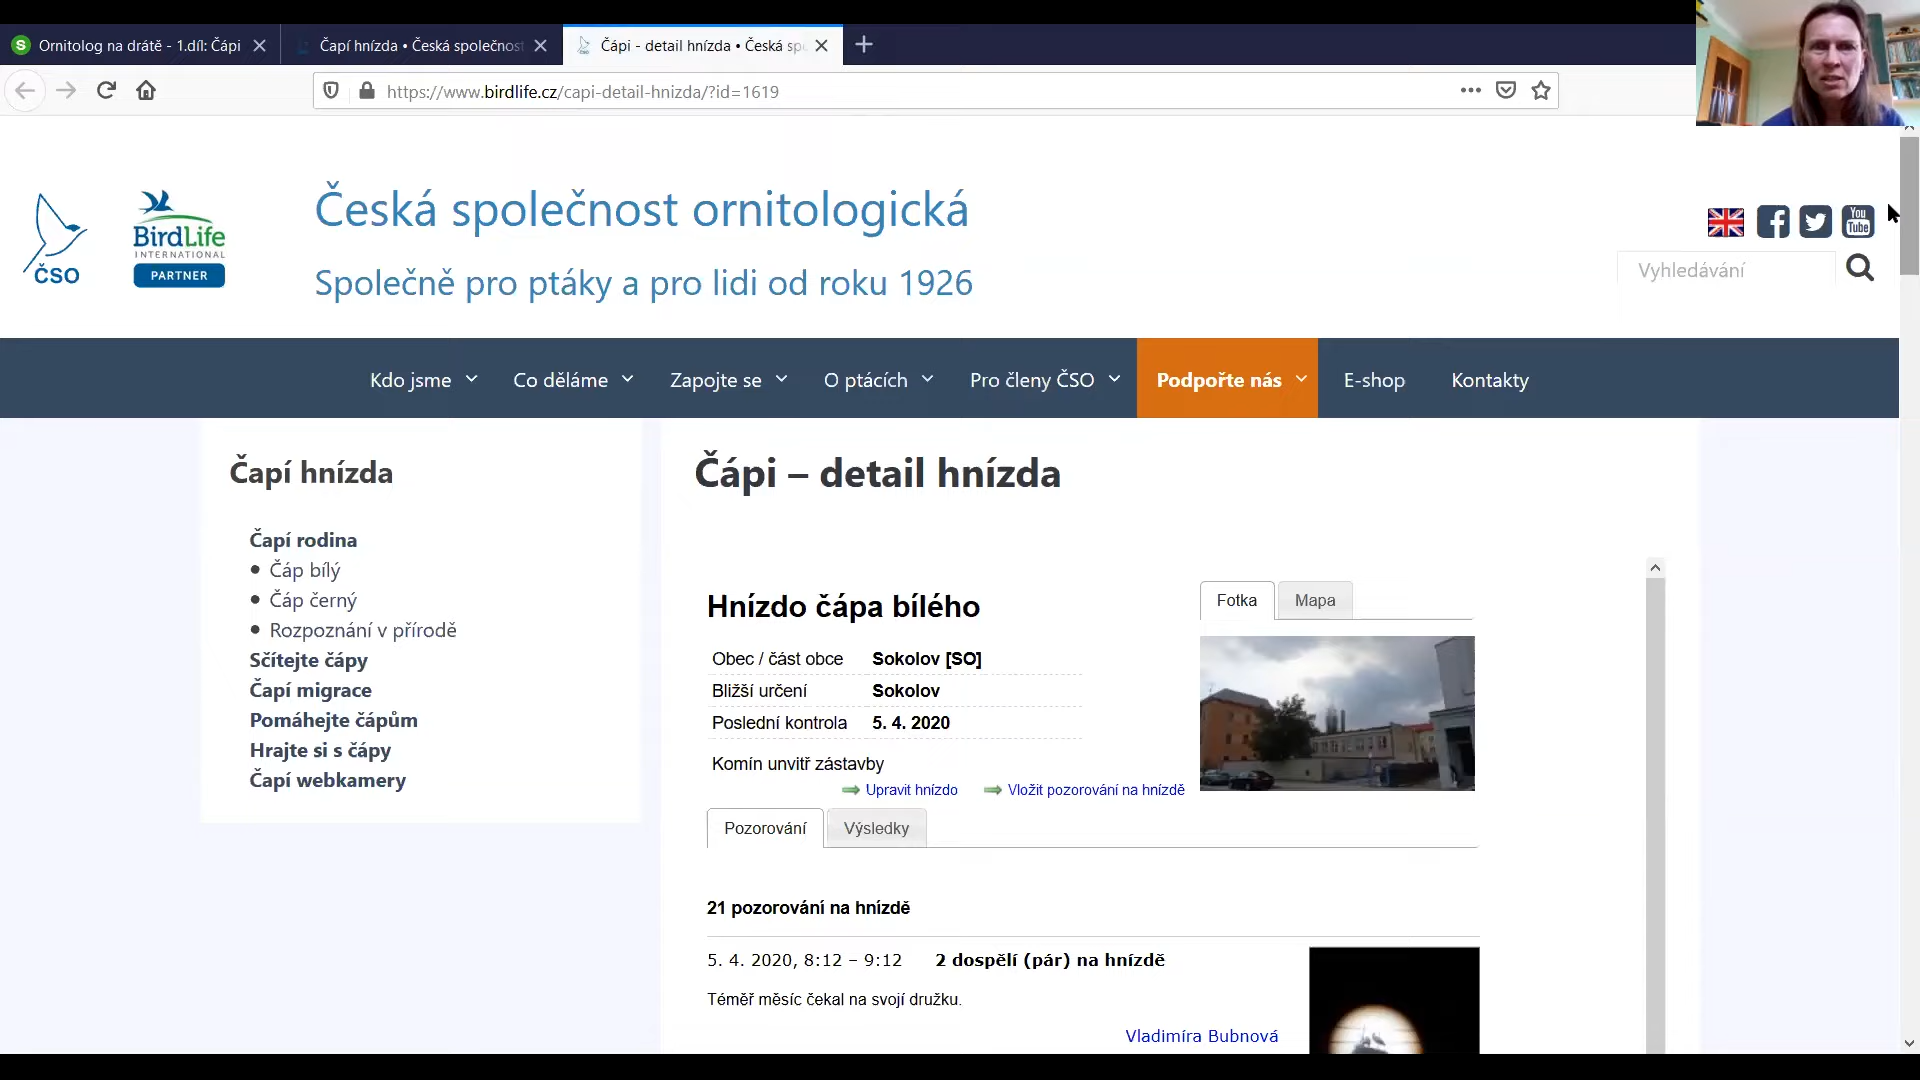 Ornitolog na drátě - 1.díl: Čápi
Čapí hnízda • Česká společnost
Čápi - detail hnízda • Česká spo
https://www.birdlife.cz/capi-detail-hnizda/?id=1619
ČSO
BirdLife
INTERNATIONAL
PARTNER
Česká společnost ornitologická
Společně pro ptáky a pro lidi od roku 1926
You
Tube
Vyhledávání
Kdo jsme
Co děláme
Zapojte se
O ptácích
Pro členy ČSO
Podpořte nás
E-shop
Kontakty
Čapí hnízda
Čapí rodina
• Čáp bílý
• Čáp černý
• Rozpoznání v přírodě
Sčítejte čápy
Čapí migrace
Pomáhejte čápům
Hrajte si s čápy
Čapí webkamery
Čápi – detail hnízda
Hnízdo čápa bílého
Obec / část obce Sokolov [SO]
Bližší určení Sokolov
Poslední kontrola 5. 4. 2020
Komín unvitř zástavby
Upravit hnízdo Vložit pozorování na hnízdě
Fotka Mapa
Pozorování Výsledky
21 pozorování na hnízdě
5. 4. 2020, 8:12 – 9:12 2 dospělí (pár) na hnízdě
Téměř měsíc čekal na svojí družku.
Vladimíra Bubnová